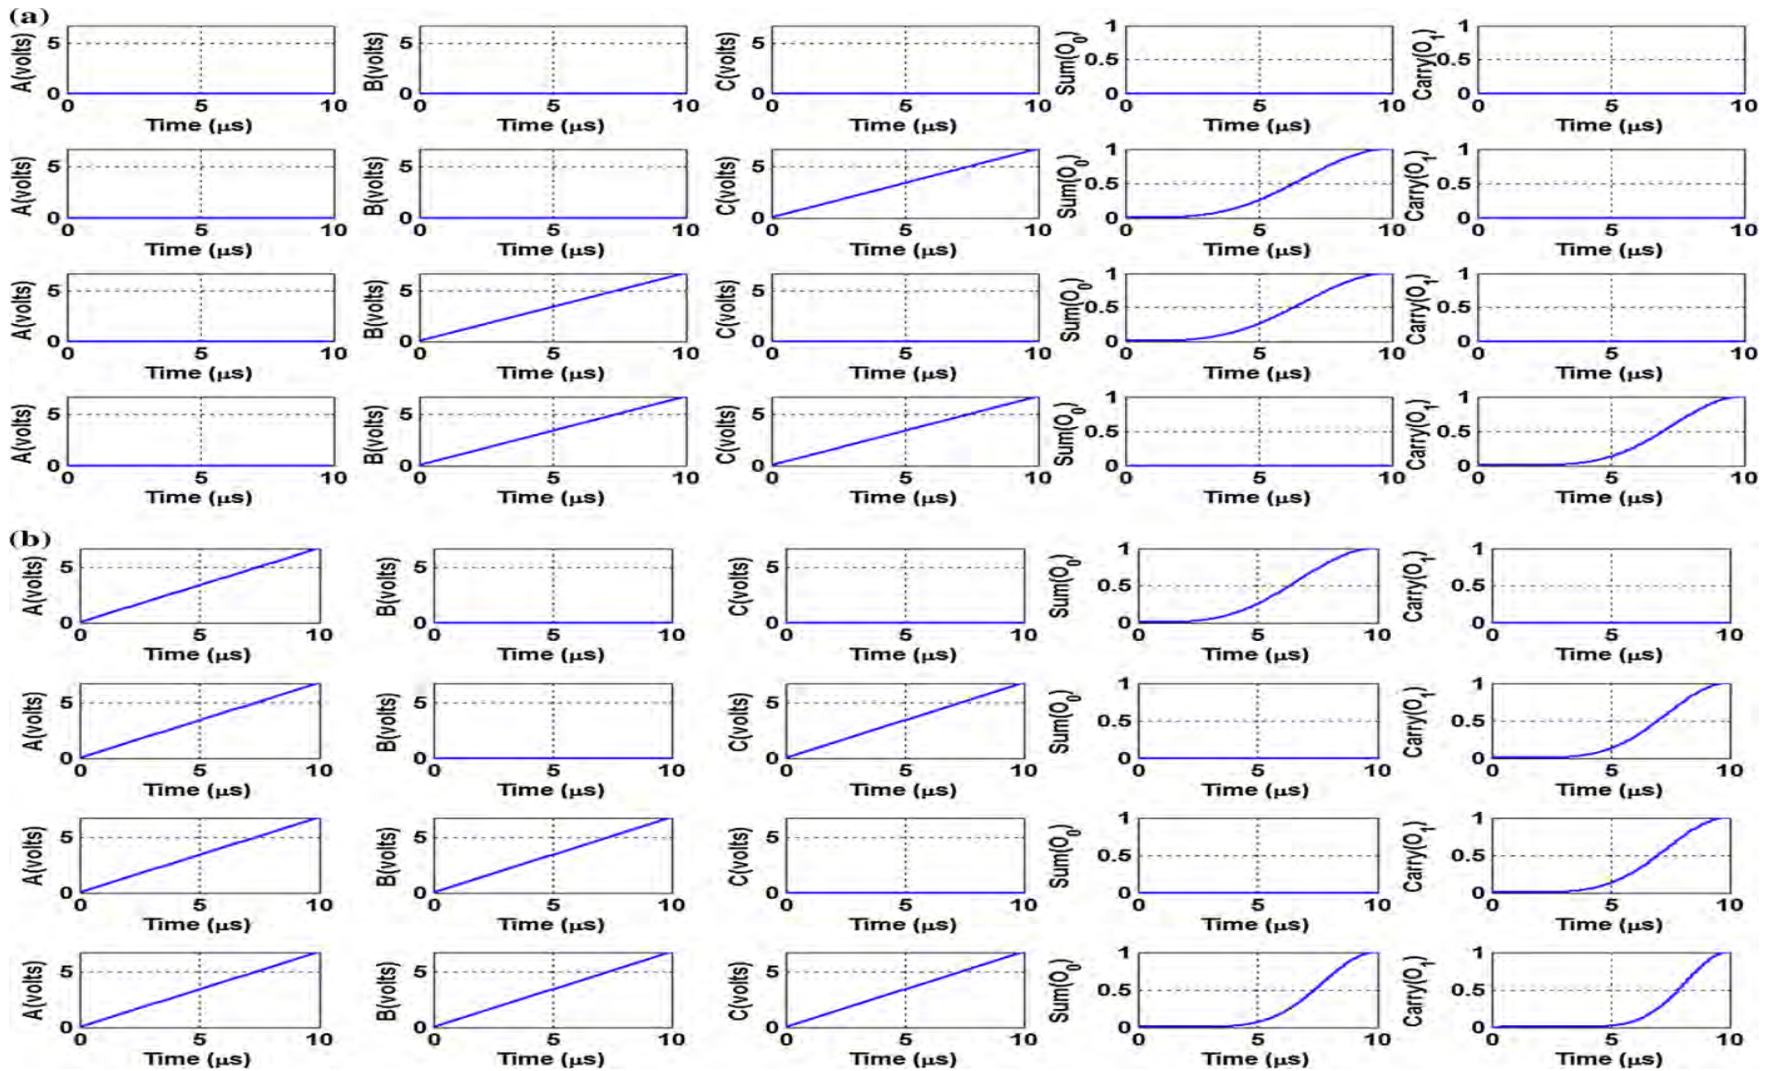 (a)
A(volts) 5 0 0 5 10 Time (μs)
B(volts) 5 0 0 5 10 Time (μs)
C(volts) 5 0 0 5 10 Time (μs)
Sum(O0) 1 0.5 0 0 5 10 Time (μs)
Carry(O1) 1 0.5 0 0 5 10 Time (μs)
A(volts) 5 0 0 5 10 Time (μs)
B(volts) 5 0 0 5 10 Time (μs)
C(volts) 5 0 0 5 10 Time (μs)
Sum(O0) 1 0.5 0 0 5 10 Time (μs)
Carry(O1) 1 0.5 0 0 5 10 Time (μs)
A(volts) 5 0 0 5 10 Time (μs)
B(volts) 5 0 0 5 10 Time (μs)
C(volts) 5 0 0 5 10 Time (μs)
Sum(O0) 1 0.5 0 0 5 10 Time (μs)
Carry(O1) 1 0.5 0 0 5 10 Time (μs)
A(volts) 5 0 0 5 10 Time (μs)
B(volts) 5 0 0 5 10 Time (μs)
C(volts) 5 0 0 5 10 Time (μs)
Sum(O0) 1 0.5 0 0 5 10 Time (μs)
Carry(O1) 1 0.5 0 0 5 10 Time (μs)
(b)
A(volts) 5 0 0 5 10 Time (μs)
B(volts) 5 0 0 5 10 Time (μs)
C(volts) 5 0 0 5 10 Time (μs)
Sum(O0) 1 0.5 0 0 5 10 Time (μs)
Carry(O1) 1 0.5 0 0 5 10 Time (μs)
A(volts) 5 0 0 5 10 Time (μs)
B(volts) 5 0 0 5 10 Time (μs)
C(volts) 5 0 0 5 10 Time (μs)
Sum(O0) 1 0.5 0 0 5 10 Time (μs)
Carry(O1) 1 0.5 0 0 5 10 Time (μs)
A(volts) 5 0 0 5 10 Time (μs)
B(volts) 5 0 0 5 10 Time (μs)
C(volts) 5 0 0 5 10 Time (μs)
Sum(O0) 1 0.5 0 0 5 10 Time (μs)
Carry(O1) 1 0.5 0 0 5 10 Time (μs)
A(volts) 5 0 0 5 10 Time (μs)
B(volts) 5 0 0 5 10 Time (μs)
C(volts) 5 0 0 5 10 Time (μs)
Sum(O0) 1 0.5 0 0 5 10 Time (μs)
Carry(O1) 1 0.5 0 0 5 10 Time (μs)